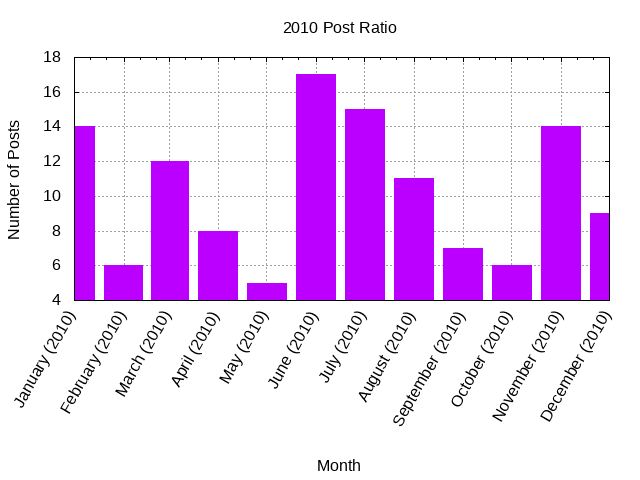 2010 Post Ratio
Number of Posts
18
16
14
12
10
8
6
4
January (2010)
February (2010)
March (2010)
April (2010)
May (2010)
June (2010)
July (2010)
August (2010)
September (2010)
October (2010)
November (2010)
December (2010)
Month